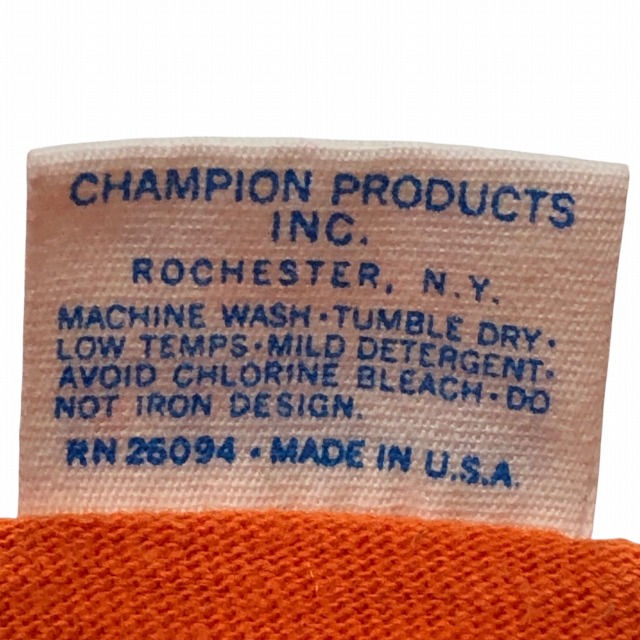 CHAMPION PRODUCTS
INC.
ROCHESTER, N.Y.
MACHINE WASH·TUMBLE DRY·
LOW TEMPS·MILD DETERGENT·
AVOID CHLORINE BLEACH·DO
NOT IRON DESIGN.
RN 26094 · MADE IN U.S.A.